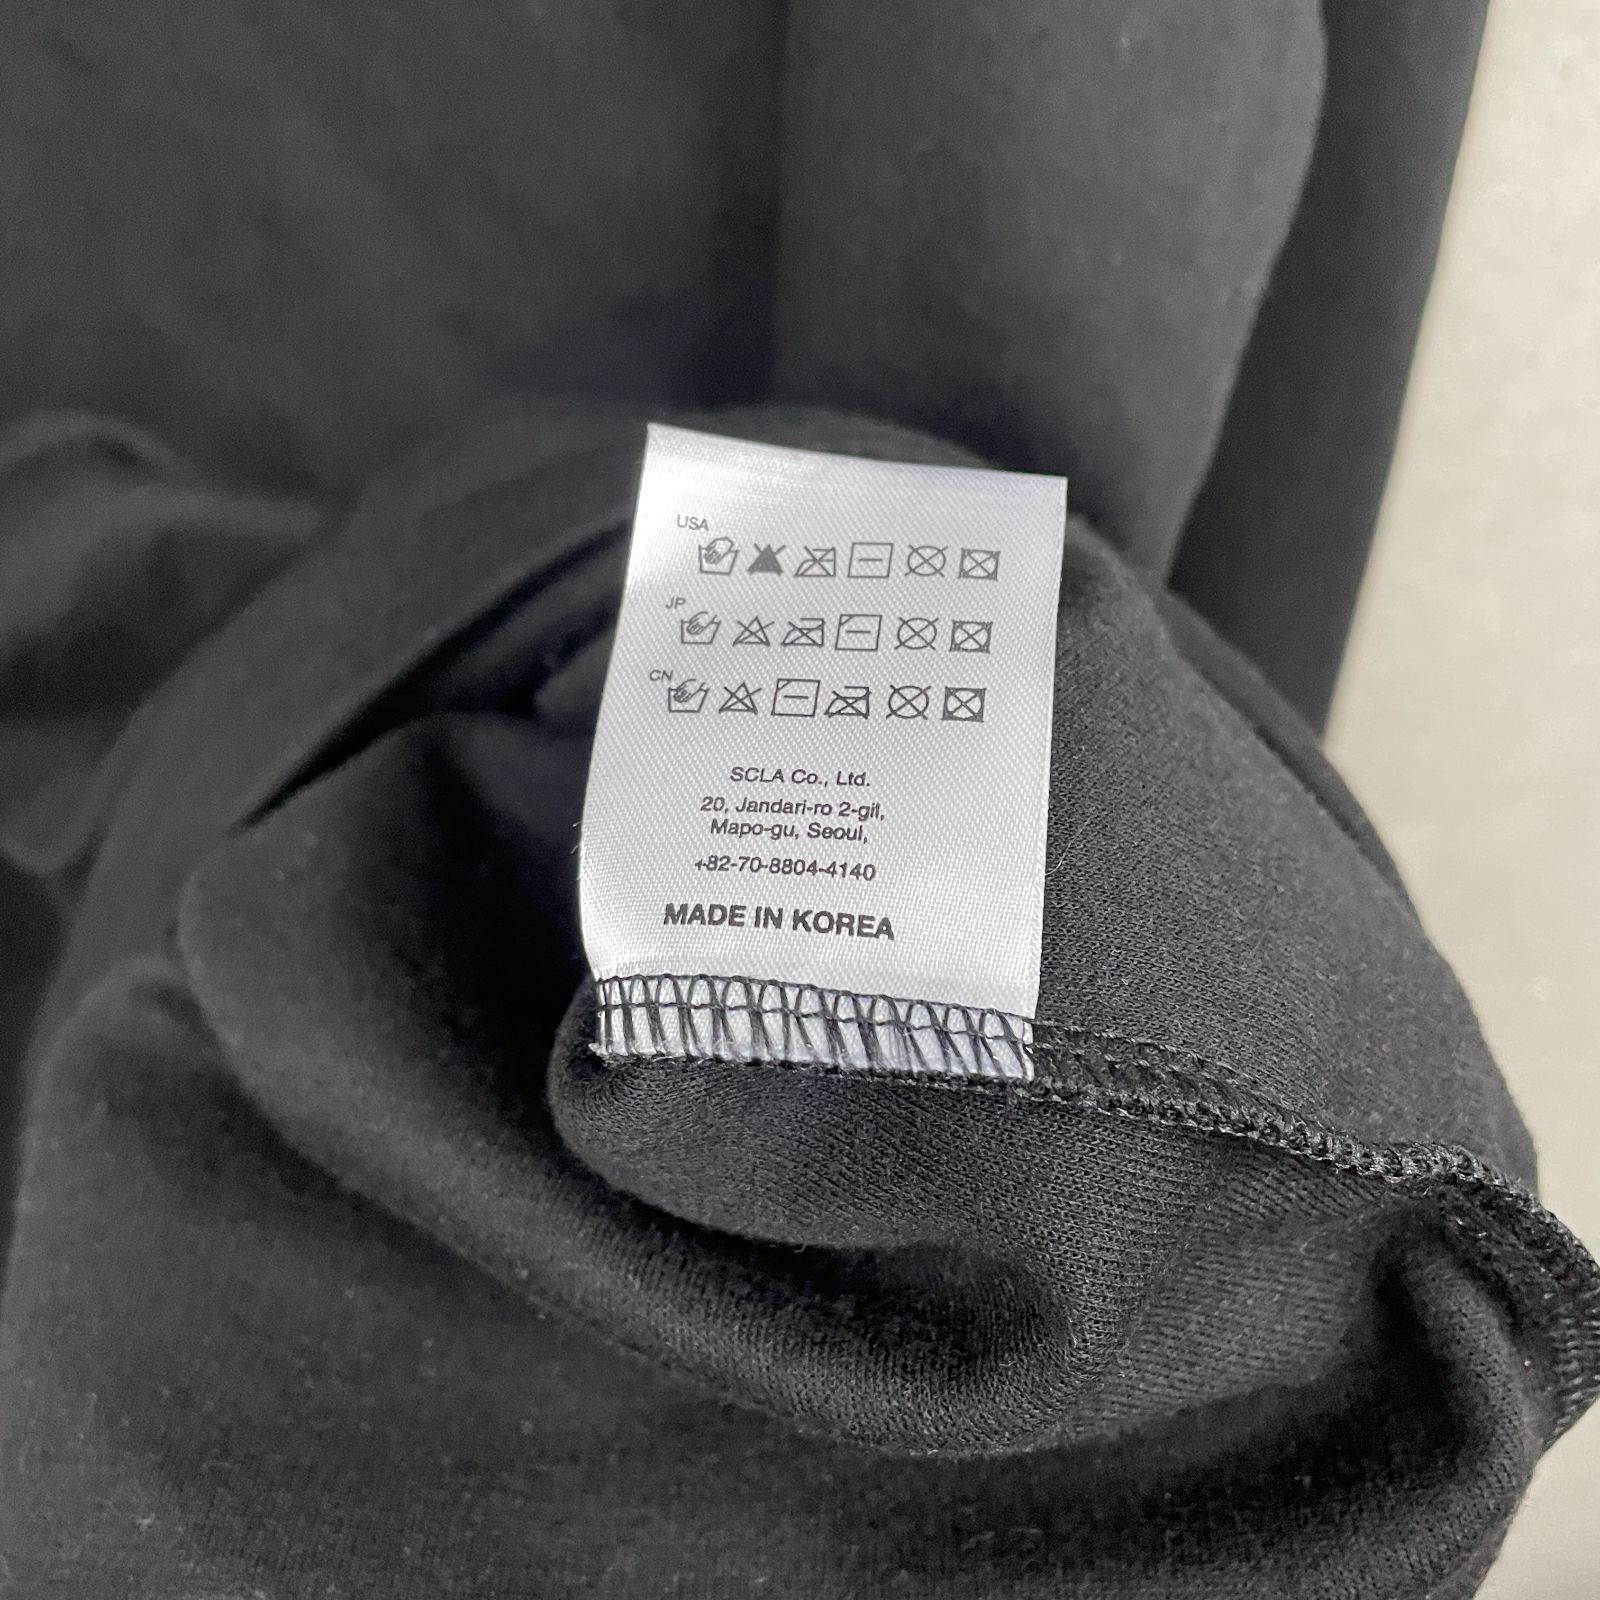 USA
JP
CN
SCLA Co., Ltd.
20, Jandari-ro 2-gil,
Mapo-gu, Seoul,
+82-70-8804-4140
MADE IN KOREA